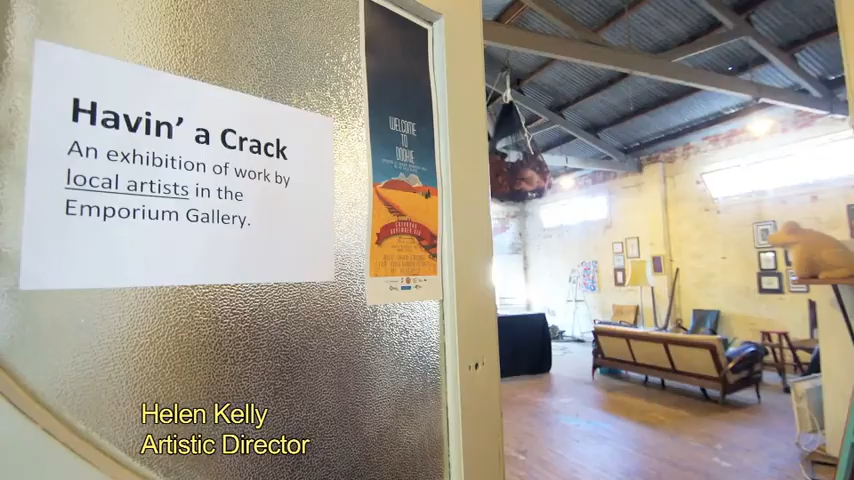 Havin' a Crack
An exhibition of work by
local artists in the
Emporium Gallery.
WELCOME
TO
DOOKIE
Helen Kelly
Artistic Director